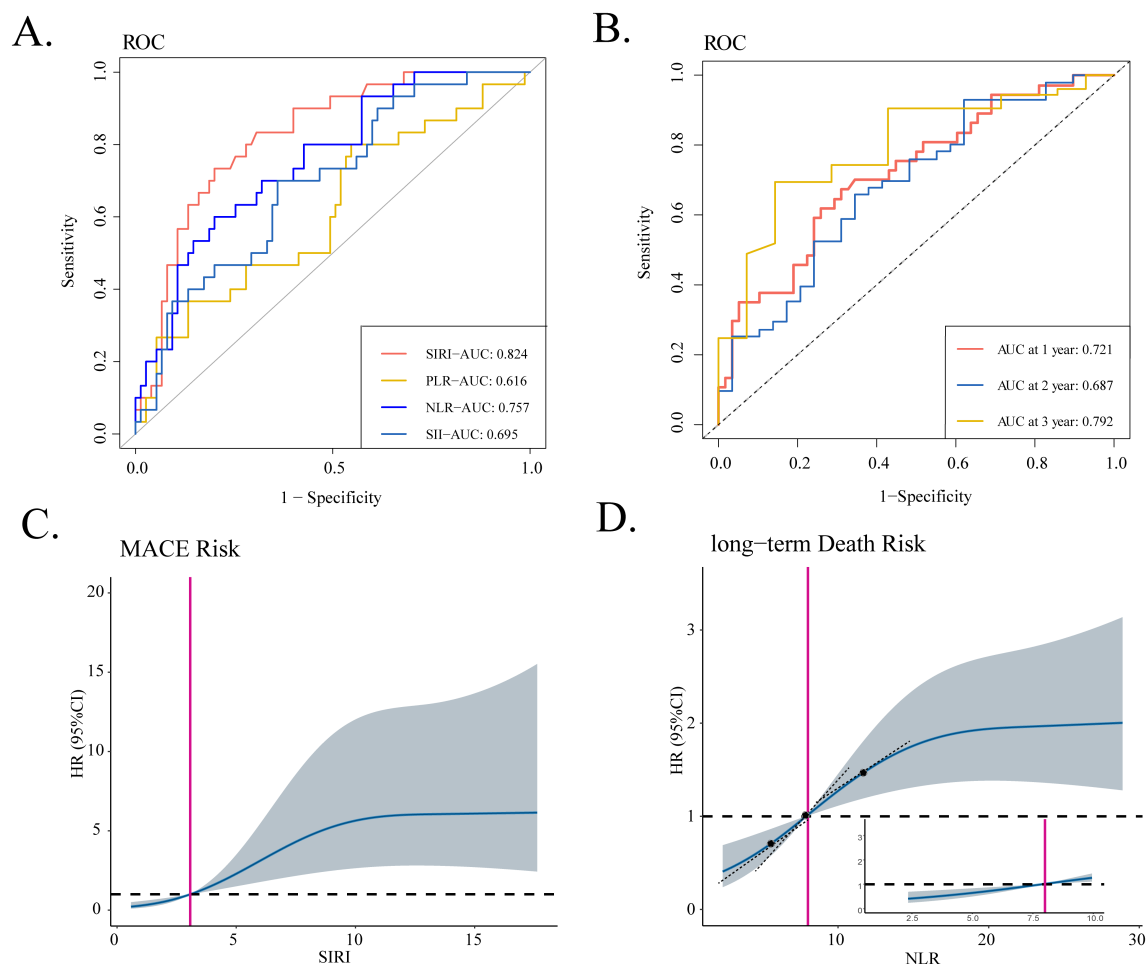 A.
ROC
Sensitivity
1.0
0.8
0.6
0.4
0.2
0.0
SIRI−AUC: 0.824
PLR−AUC: 0.616
NLR−AUC: 0.757
SII−AUC: 0.695
0.0 0.5 1.0
1 − Specificity
B.
ROC
Sensitivity
1.0
0.8
0.6
0.4
0.2
0.0
AUC at 1 year: 0.721
AUC at 2 year: 0.687
AUC at 3 year: 0.792
0.0 0.2 0.4 0.6 0.8 1.0
1−Specificity
C.
MACE Risk
HR (95%CI)
20
15
10
5
0
0 5 10 15
SIRI
D.
long−term Death Risk
HR (95%CI)
3
2
1
0
3
2
1
0
2.5 5.0 7.5 10.0
10 20 30
NLR